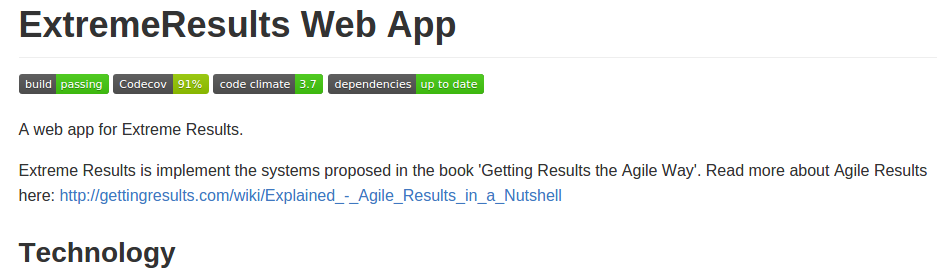 ExtremeResults Web App
build passing Codecov 91% code climate 3.7 dependencies up to date
A web app for Extreme Results.
Extreme Results is implement the systems proposed in the book 'Getting Results the Agile Way'. Read more about Agile Results
here: http://gettingresults.com/wiki/Explained_-_Agile_Results_in_a_Nutshell
Technology